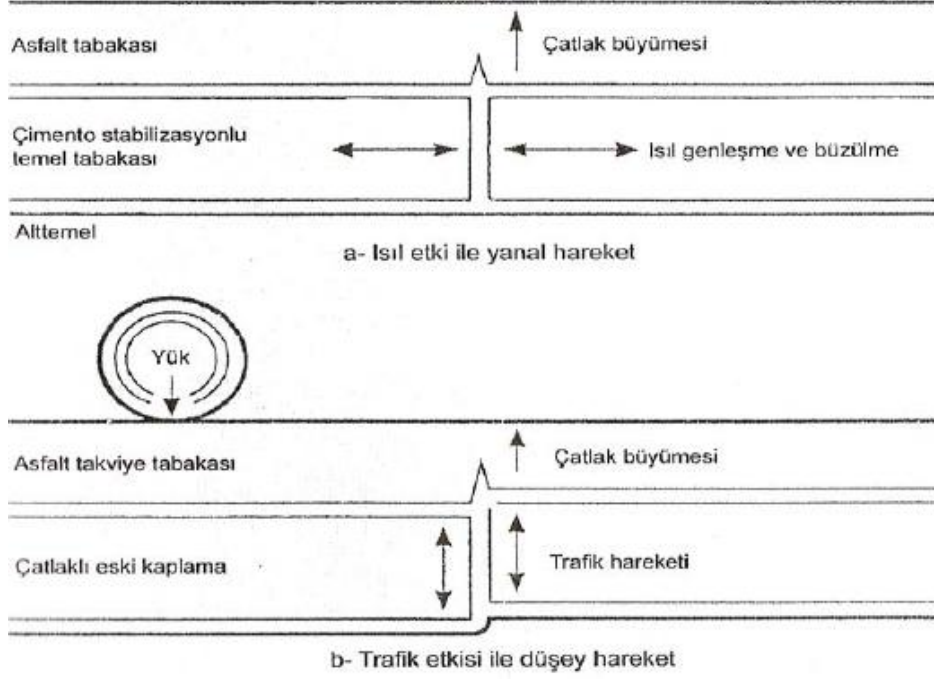 Asfalt tabakası
Çatlak büyümesi
Çimento stabilizasyonlu
temel tabakası
Isıl genleşme ve büzülme
Alttemel
a- Isıl etki ile yanal hareket
Yük
Asfalt takviye tabakası
Çatlak büyümesi
Çatlaklı eski kaplama
Trafik hareketi
b- Trafik etkisi ile düşey hareket